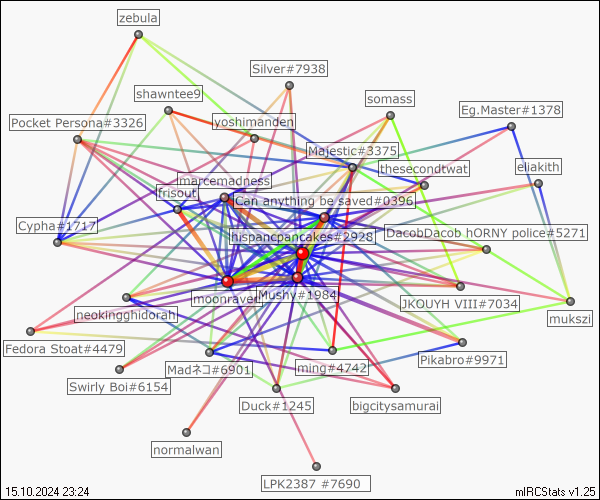 zebula
Silver#7938
shawntee9
somass
Eg.Master#1378
Pocket Persona#3326
yoshimanden
Majestic#3375
thesecondtwat
eliakith
marcemadness
frisout
Can anything be saved#0396
Cypha#1717
hispancpancakes#2928
DacobDacob hORNY police#5271
moonraven
Mushy#1984
JKOUYH VIII#7034
mukszi
neokingghidorah
Fedora Stoat#4479
Madネコ#6901
ming#4742
Pikabro#9971
Swirly Boi#6154
Duck#1245
bigcitysamurai
normalwan
LPK2387 #7690
15.10.2024 23:24
mIRCStats v1.25